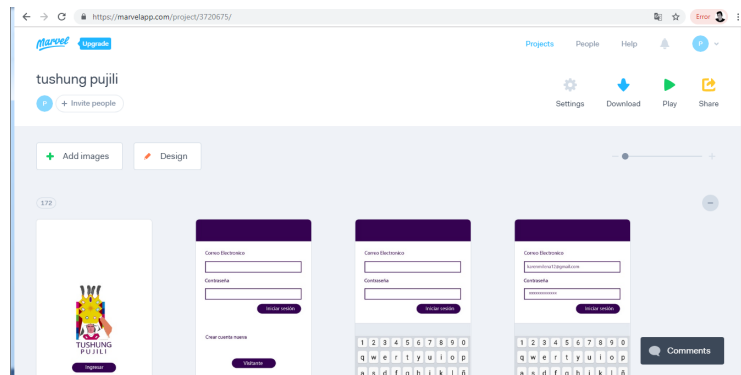 https://marvelapp.com/project/3720675/
Error
Marvel
Upgrade
Projects People Help
P
tushung pujili
P
+ Invite people
Settings Download Play Share
+ Add images
Design
172
Correo Electronico
Contraseña
Iniciar sesión
Crear cuenta nueva
Visitante
TUSHUNG
PUJILI
Ingresar
Correo Electronico
Contraseña
Iniciar sesión
1 2 3 4 5 6 7 8 9 0
q w e r t y u i o p
a s d f g h j k l ñ
Correo Electronico
Contraseña
Iniciar sesión
1 2 3 4 5 6 7 8 9 0
q w e r t y u i o p
a s d f g h j k l ñ
Comments